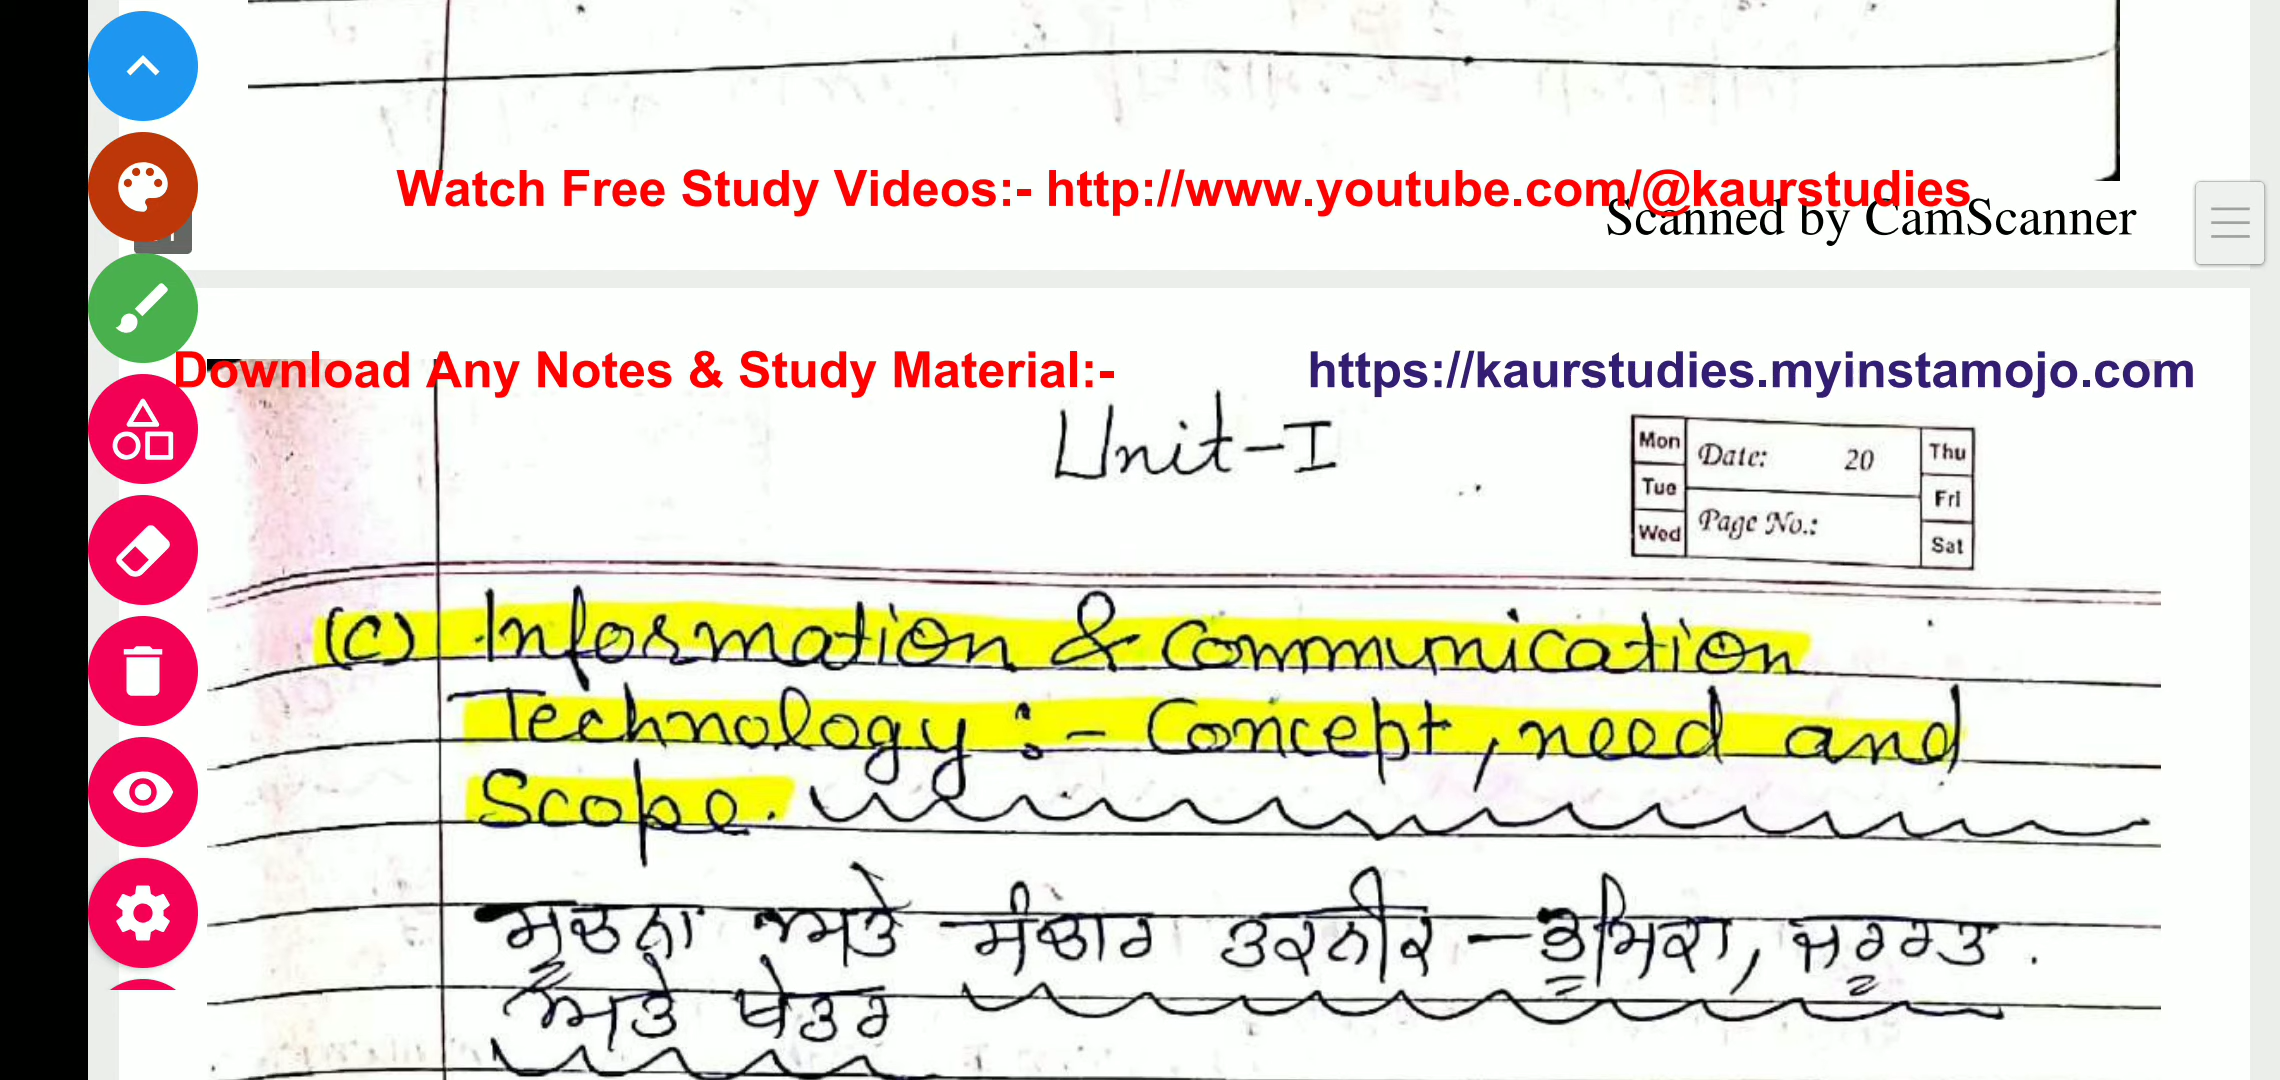 Watch Free Study Videos:- http://www.youtube.com/@kaurstudies
Scanned by CamScanner
Download Any Notes & Study Material:- https://kaurstudies.myinstamojo.com
Unit-I
Mon Date: 20 Thu
Tue Fri
Wed Page No.: Sat
(C) Information & Communication
Technology :- Concept, need and
Scope.
ਸੂਚਨਾ ਅਤੇ ਸੰਚਾਰ ਤਕਨੀਕ - ਭੂਮਿਕਾ, ਜਰੂਰਤ.
ਅਤੇ ਖੇਤਰ